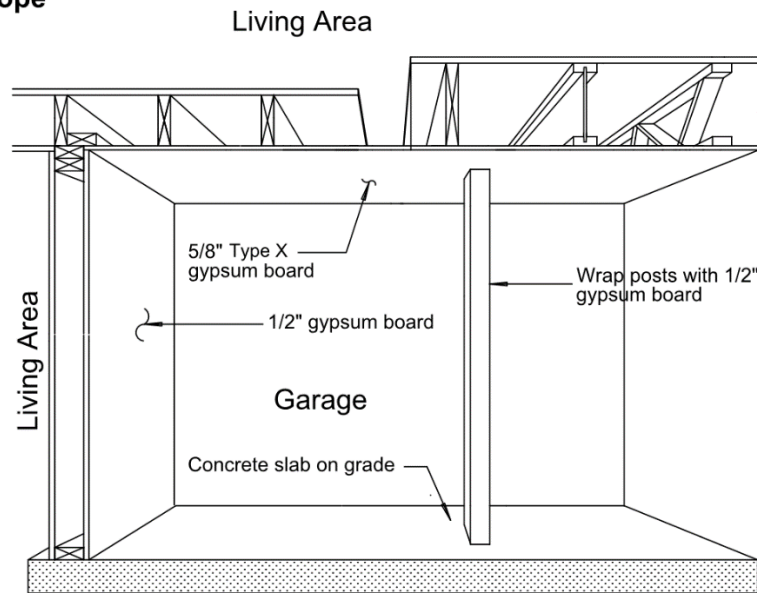 Living Area
5/8" Type X
gypsum board
Wrap posts with 1/2"
gypsum board
1/2" gypsum board
Living Area
Garage
Concrete slab on grade